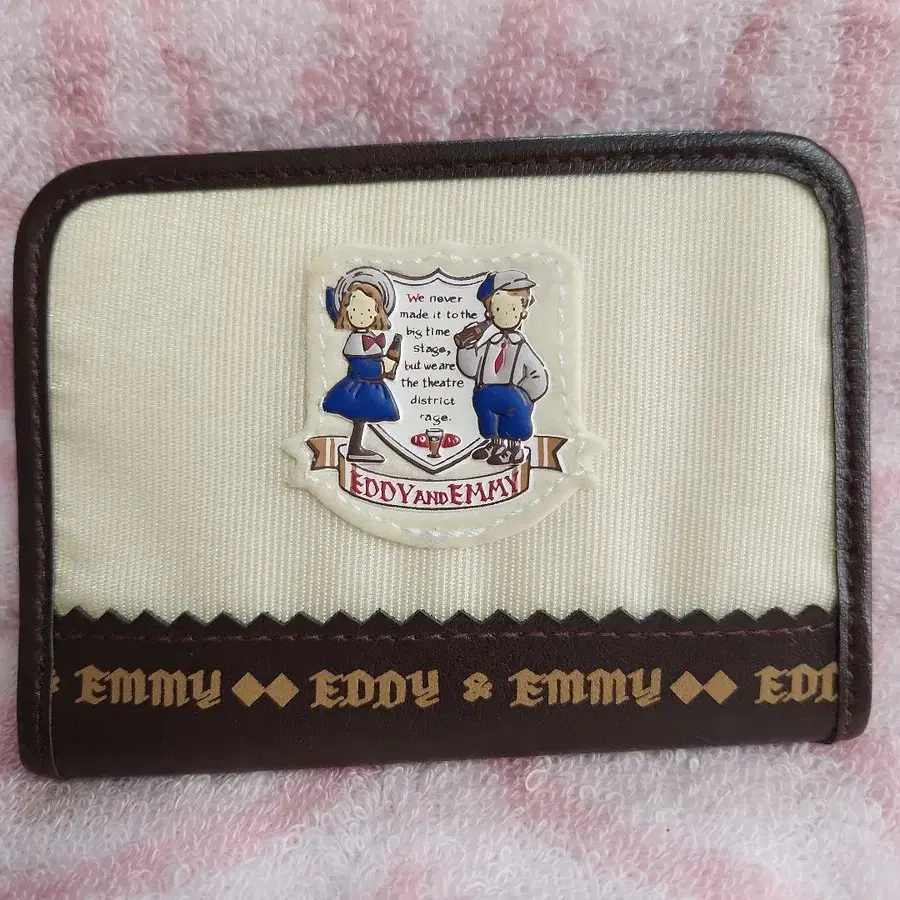 We never
made it to the
big time
stage,
but we are
the theatre
district
rage.
EDDY AND EMMY
EMMY ◆◆ EDDY & EMMY ◆◆ EDD